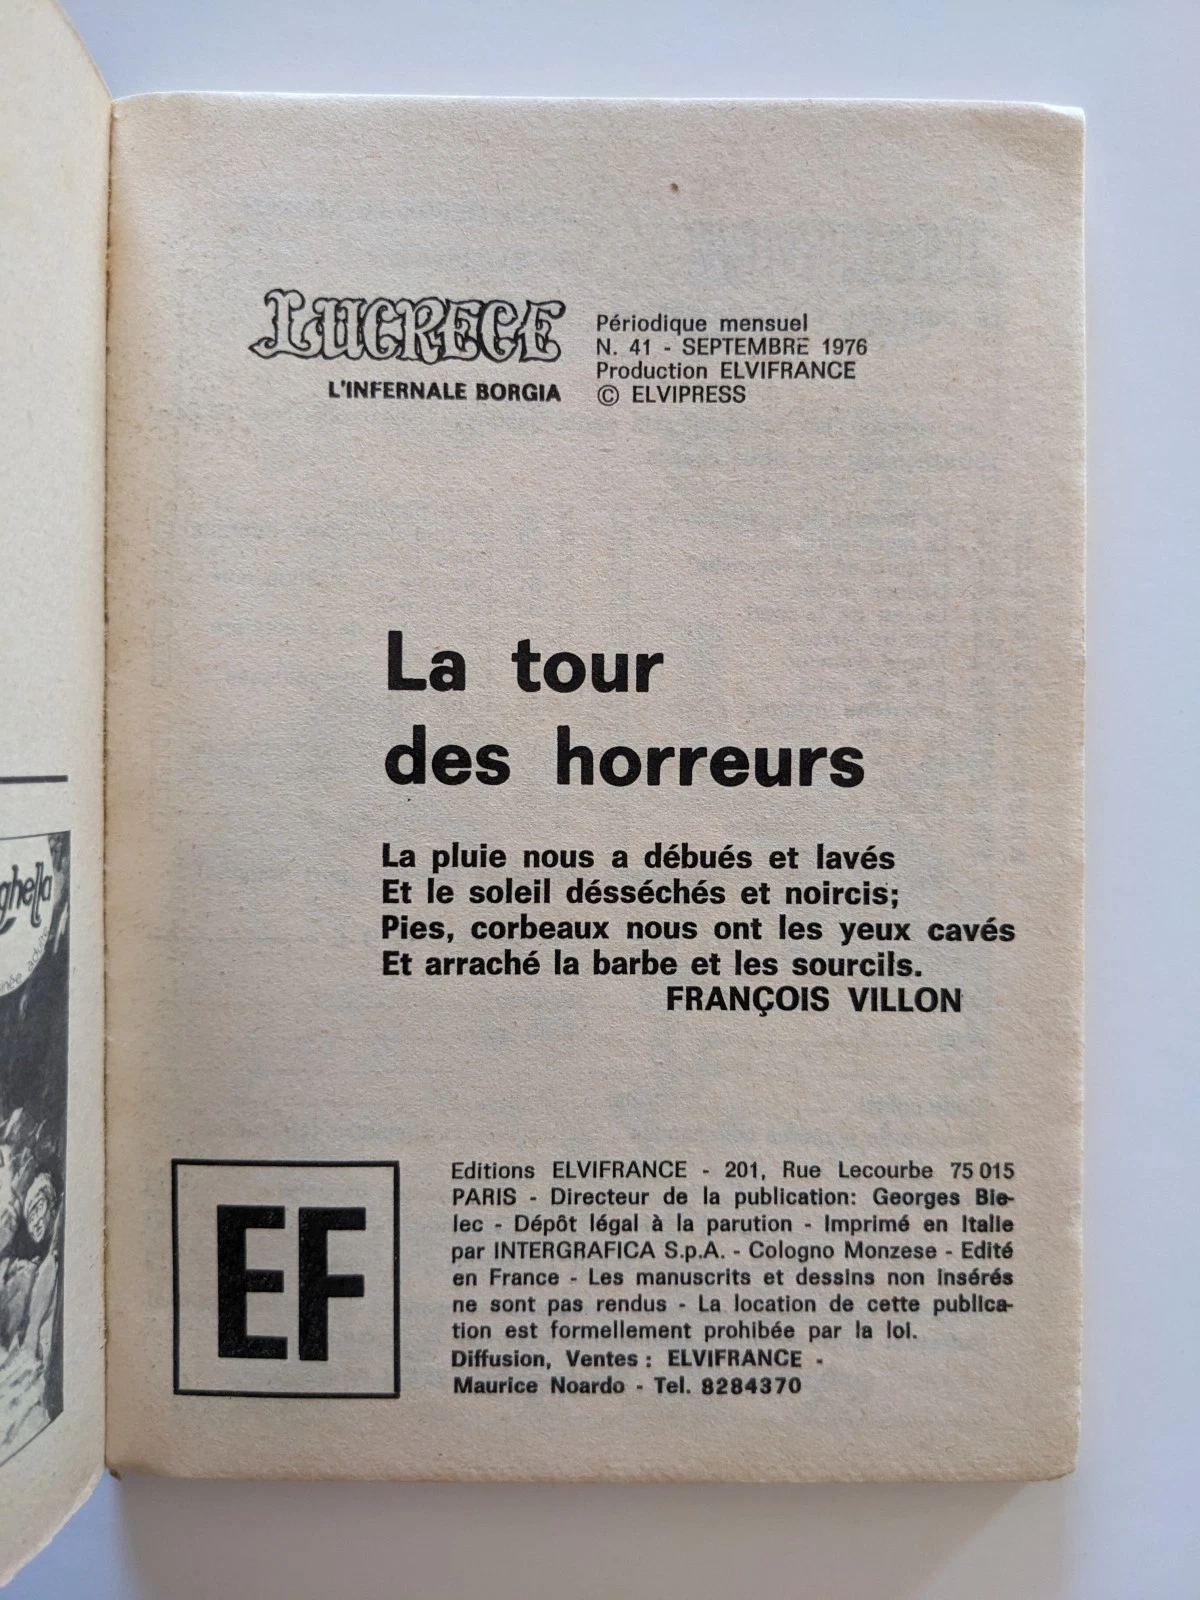 LUCRECE
L'INFERNALE BORGIA
Périodique mensuel
N. 41 - SEPTEMBRE 1976
Production ELVIFRANCE
© ELVIPRESS
La tour
des horreurs
La pluie nous a débués et lavés
Et le soleil désséchés et noircis;
Pies, corbeaux nous ont les yeux cavés
Et arraché la barbe et les sourcils.
FRANÇOIS VILLON
EF
Editions ELVIFRANCE - 201, Rue Lecourbe 75 015
PARIS - Directeur de la publication: Georges Bie-
lec - Dépôt légal à la parution - Imprimé en Italie
par INTERGRAFICA S.p.A. - Cologno Monzese - Edité
en France - Les manuscrits et dessins non insérés
ne sont pas rendus - La location de cette publica-
tion est formellement prohibée par la loi.
Diffusion, Ventes : ELVIFRANCE -
Maurice Noardo - Tel. 8284370